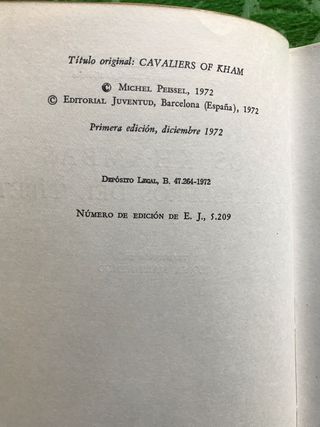 Título original: CAVALIERS OF KHAM
© MICHEL PEISSEL, 1972
© EDITORIAL JUVENTUD, Barcelona (España), 1972
Primera edición, diciembre 1972
DEPÓSITO LEGAL, B. 47.264-1972
NÚMERO DE EDICIÓN DE E. J., 5.209